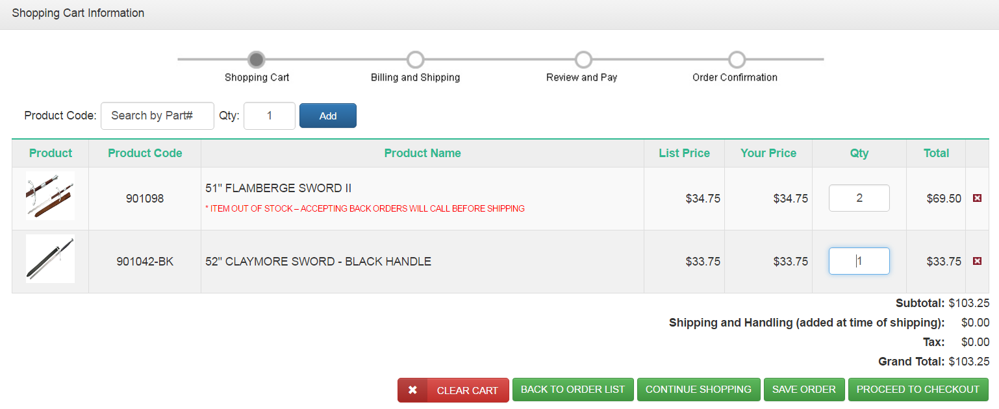 Shopping Cart Information
Shopping Cart Billing and Shipping Review and Pay Order Confirmation
Product Code: Search by Part# Qty: 1 Add
Product Product Code Product Name List Price Your Price Qty Total
901098 51" FLAMBERGE SWORD II $34.75 $34.75 2 $69.50
* ITEM OUT OF STOCK – ACCEPTING BACK ORDERS WILL CALL BEFORE SHIPPING
901042-BK 52" CLAYMORE SWORD - BLACK HANDLE $33.75 $33.75 1 $33.75
Subtotal: $103.25
Shipping and Handling (added at time of shipping): $0.00
Tax: $0.00
Grand Total: $103.25
CLEAR CART BACK TO ORDER LIST CONTINUE SHOPPING SAVE ORDER PROCEED TO CHECKOUT